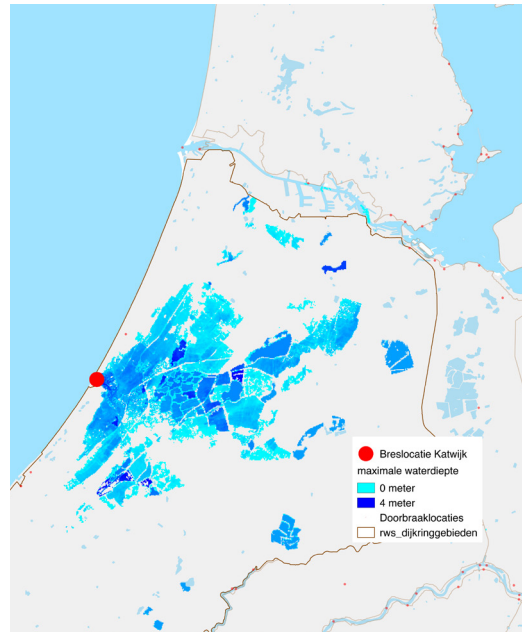 Breslocatie Katwijk
maximale waterdiepte
0 meter
4 meter
Doorbraaklocaties
rws_dijkringgebieden